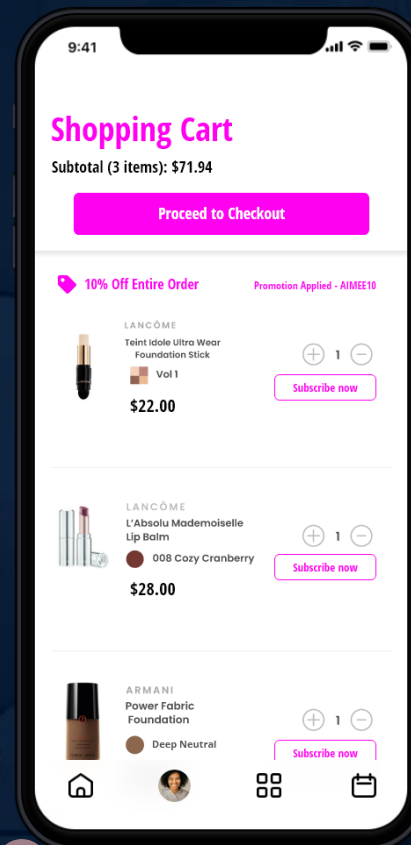 9:41
Shopping Cart
Subtotal (3 items): $71.94
Proceed to Checkout
10% Off Entire Order
Promotion Applied - AIMEE10
LANCÔME
Teint Idole Ultra Wear
Foundation Stick
Vol 1
$22.00
1
Subscribe now
LANCÔME
L'Absolu Mademoiselle
Lip Balm
008 Cozy Cranberry
$28.00
1
Subscribe now
ARMANI
Power Fabric
Foundation
Deep Neutral
1
Subscribe now